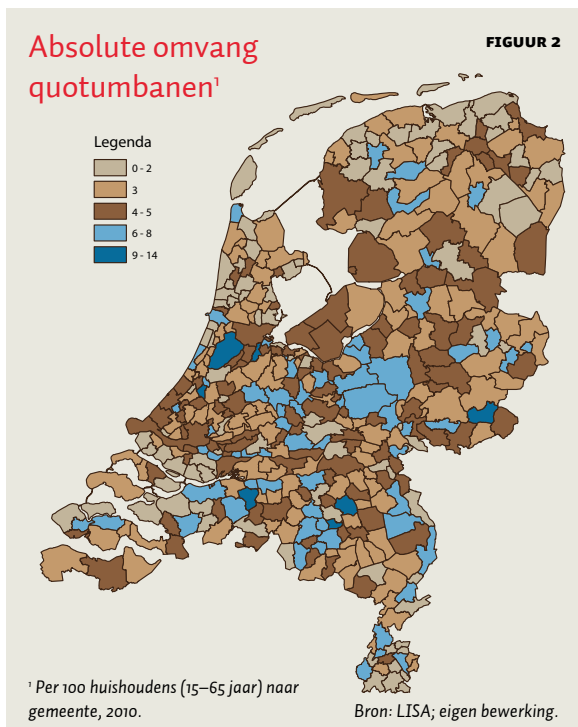 Absolute omvang
quotumbanen¹
FIGUUR 2
Legenda
0 - 2
3
4 - 5
6 - 8
9 - 14
¹ Per 100 huishoudens (15–65 jaar) naar
gemeente, 2010.
Bron: LISA; eigen bewerking.